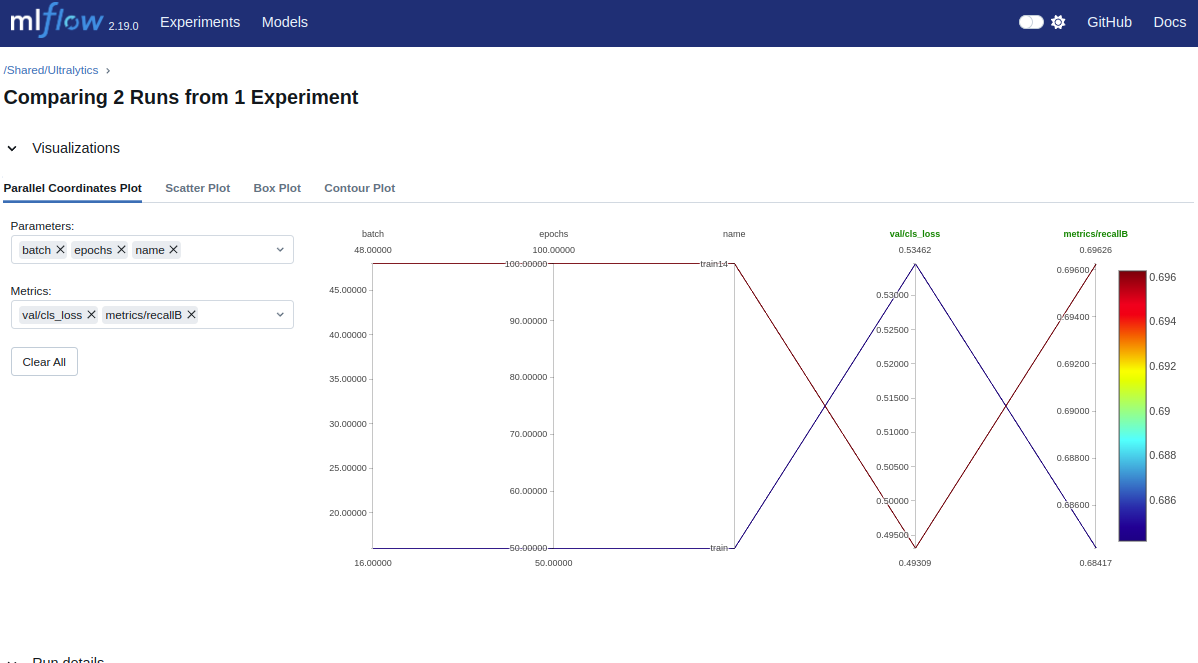 mlflow 2.19.0 Experiments Models GitHub Docs
/Shared/Ultralytics ›
Comparing 2 Runs from 1 Experiment
Visualizations
Parallel Coordinates Plot Scatter Plot Box Plot Contour Plot
Parameters:
batch epochs name
Metrics:
val/cls_loss metrics/recallB
Clear All
batch epochs name val/cls_loss metrics/recallB
48.00000 100.00000 0.53462 0.69626
45.00000
40.00000
35.00000
30.00000
25.00000
20.00000
16.00000
100.00000
90.00000
80.00000
70.00000
60.00000
50.00000
50.00000
train14
train
0.53000
0.52500
0.52000
0.51500
0.51000
0.50500
0.50000
0.49500
0.49309
0.69600
0.69400
0.69200
0.69000
0.68800
0.68600
0.68417
0.696
0.694
0.692
0.69
0.688
0.686
Run details